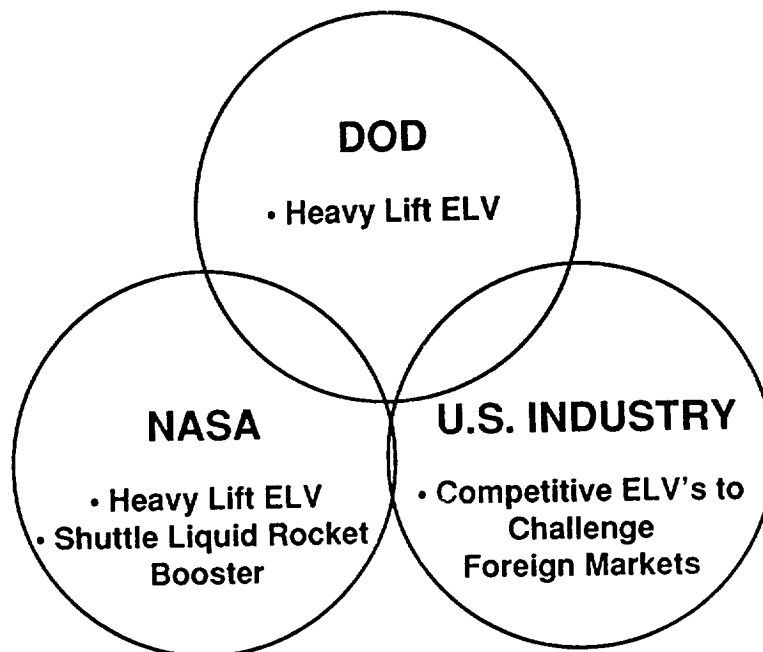 DOD
• Heavy Lift ELV
NASA
• Heavy Lift ELV
• Shuttle Liquid Rocket
Booster
U.S. INDUSTRY
• Competitive ELV's to
Challenge
Foreign Markets